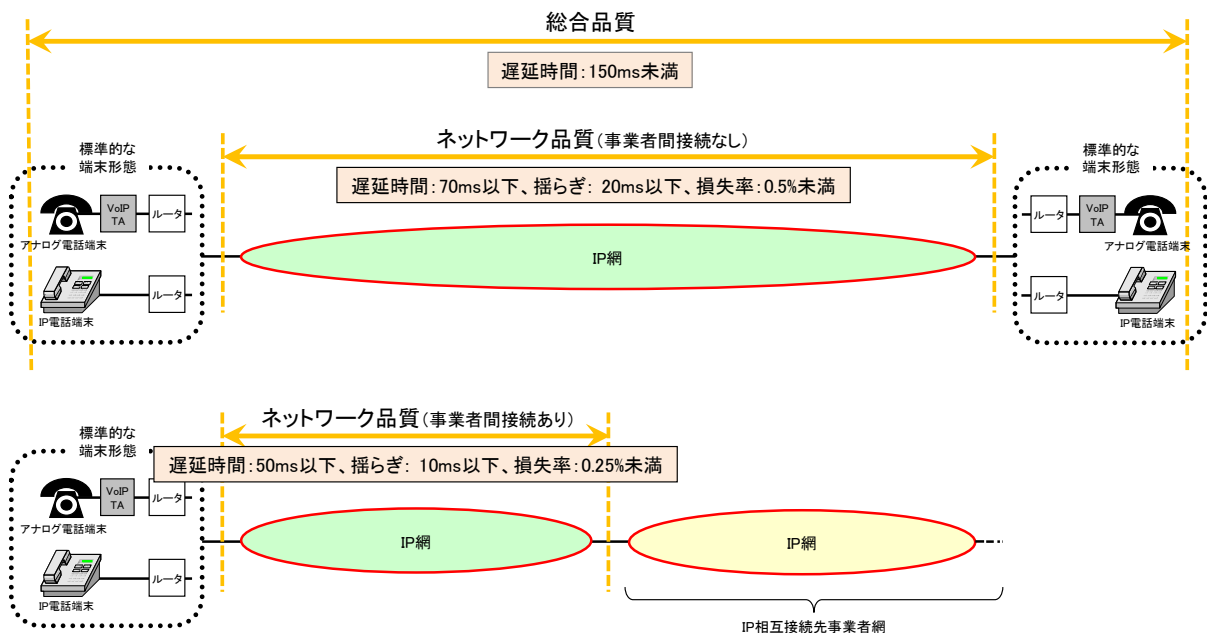 総合品質
遅延時間：150ms未満
ネットワーク品質（事業者間接続なし）
遅延時間：70ms以下、揺らぎ： 20ms以下、損失率：0.5%未満
標準的な
端末形態
VoIP
TA
ルータ
アナログ電話端末
ルータ
IP電話端末
IP網
標準的な
端末形態
ルータ
VoIP
TA
アナログ電話端末
ルータ
IP電話端末
ネットワーク品質（事業者間接続あり）
遅延時間：50ms以下、揺らぎ： 10ms以下、損失率：0.25%未満
標準的な
端末形態
VoIP
TA
ルータ
アナログ電話端末
ルータ
IP電話端末
IP網
IP網
IP相互接続先事業者網